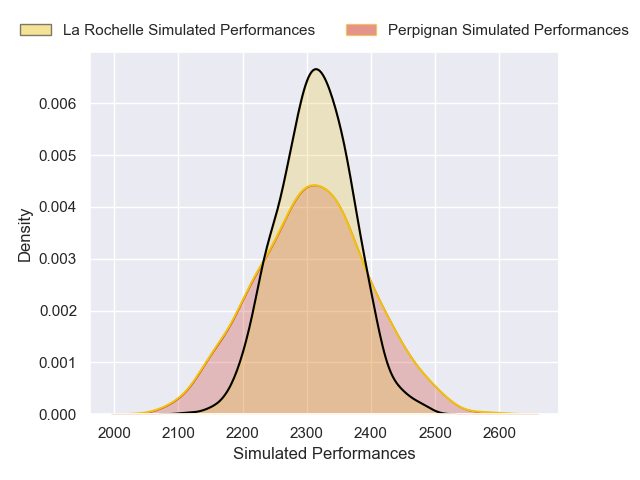 La Rochelle Simulated Performances Perpignan Simulated Performances
0.006
0.005
0.004
0.003
0.002
0.001
0.000
Density
2000 2100 2200 2300 2400 2500 2600
Simulated Performances